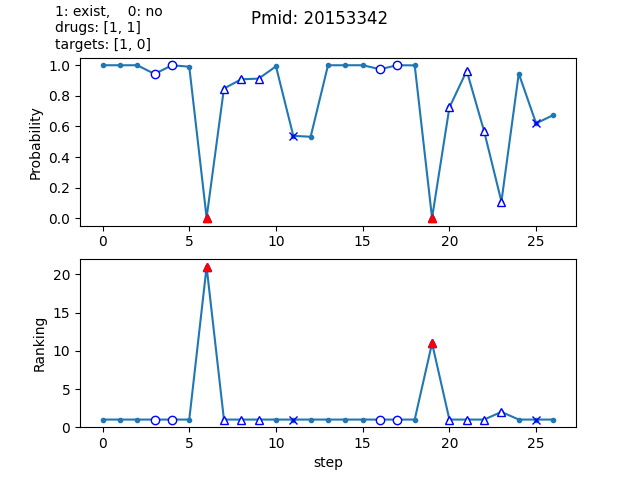 1: exist,    0: no
drugs: [1, 1]
targets: [1, 0]
Pmid: 20153342
Probability
1.0
0.8
0.6
0.4
0.2
0.0
0 5 10 15 20 25
Ranking
20
15
10
5
0
0 5 10 15 20 25
step